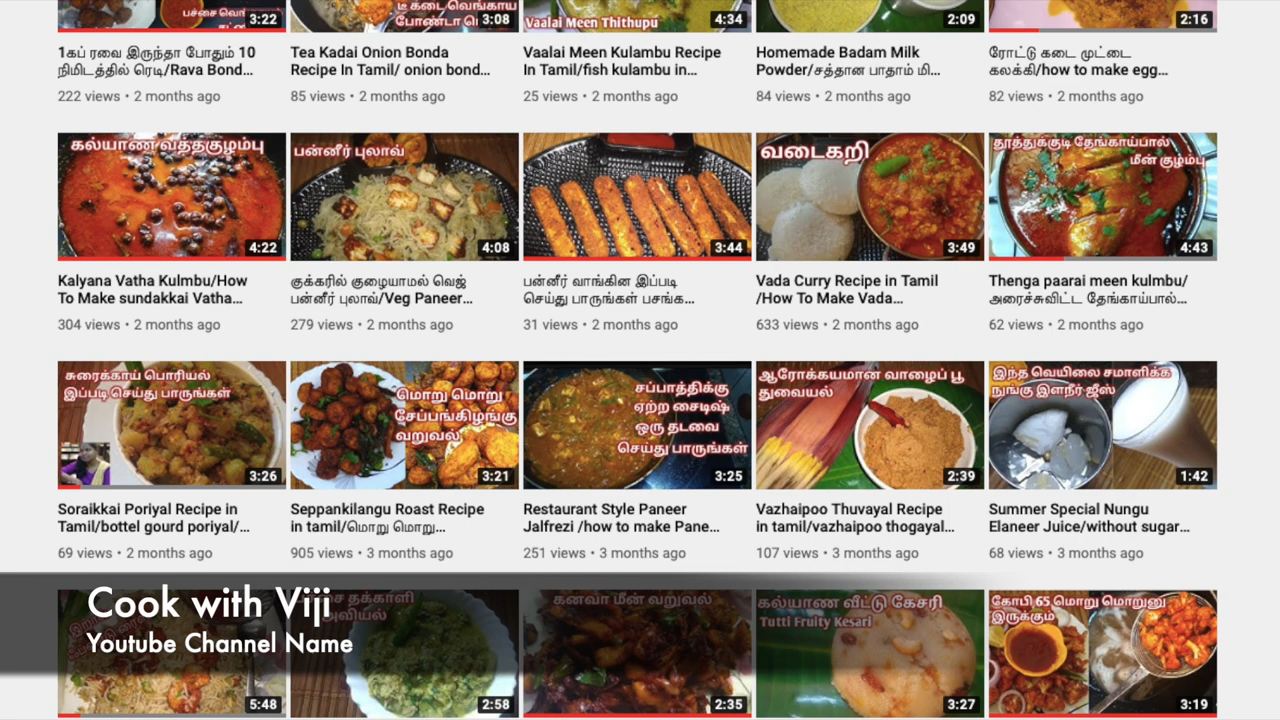 பச்சை வெங்
3:22
டீ கடை வெங்காய
போண்டா
3:08
Vaalai Meen Thithupu
4:34
2:09
2:16
1கப் ரவை இருந்தா போதும் 10
நிமிடத்தில் ரெடி/Rava Bond...
222 views • 2 months ago
Tea Kadai Onion Bonda
Recipe In Tamil/ onion bond...
85 views • 2 months ago
Vaalai Meen Kulambu Recipe
In Tamil/fish kulambu in...
25 views • 2 months ago
Homemade Badam Milk
Powder/சத்தான பாதாம் மி...
84 views • 2 months ago
ரோட்டு கடை முட்டை
கலக்கி/how to make egg...
82 views • 2 months ago
கல்யாண வத்தகுழம்பு
4:22
பன்னீர் புலாவ்
4:08
3:44
வடைகறி
3:49
தூத்துக்குடி தேங்காய்பால்
மீன் குழம்பு
4:43
Kalyana Vatha Kulmbu/How
To Make sundakkai Vatha...
304 views • 2 months ago
குக்கரில் குழையாமல் வெஜ்
பன்னீர் புலாவ்/Veg Paneer...
279 views • 2 months ago
பன்னீர் வாங்கின இப்படி
செய்து பாருங்கள் பசங்க...
31 views • 2 months ago
Vada Curry Recipe in Tamil
/How To Make Vada...
633 views • 2 months ago
Thenga paarai meen kulmbu/
அரைச்சுவிட்ட தேங்காய்பால்...
62 views • 2 months ago
சுரைக்காய் பொரியல்
இப்படி செய்து பாருங்கள்
3:26
மொறு மொறு
சேப்பங்கிழங்கு
வறுவல்
3:21
சப்பாத்திக்கு
ஏற்ற சைடிஷ்
ஒரு தடவை
செய்து பாருங்கள்
3:25
ஆரோக்கயமான வாழைப் பூ
துவையல்
2:39
இந்த வெயிலை சமாளிக்க
நுங்கு இளநீர் ஜீஸ்
1:42
Soraikkai Poriyal Recipe in
Tamil/bottel gourd poriyal/...
69 views • 2 months ago
Seppankilangu Roast Recipe
in tamil/மொறு மொறு...
905 views • 3 months ago
Restaurant Style Paneer
Jalfrezi /how to make Pane...
251 views • 3 months ago
Vazhaipoo Thuvayal Recipe
in tamil/vazhaipoo thogayal...
107 views • 3 months ago
Summer Special Nungu
Elaneer Juice/without sugar...
68 views • 3 months ago
Cook with Viji
Youtube Channel Name
5:48
தக்காளி
அவியல்
2:58
கனவா மீன் வறுவல்
2:35
கல்யாண வீட்டு கேசரி
Tutti Fruity Kesari
3:27
கோபி 65 மொறு மொறுனு
இருக்கும்
3:19